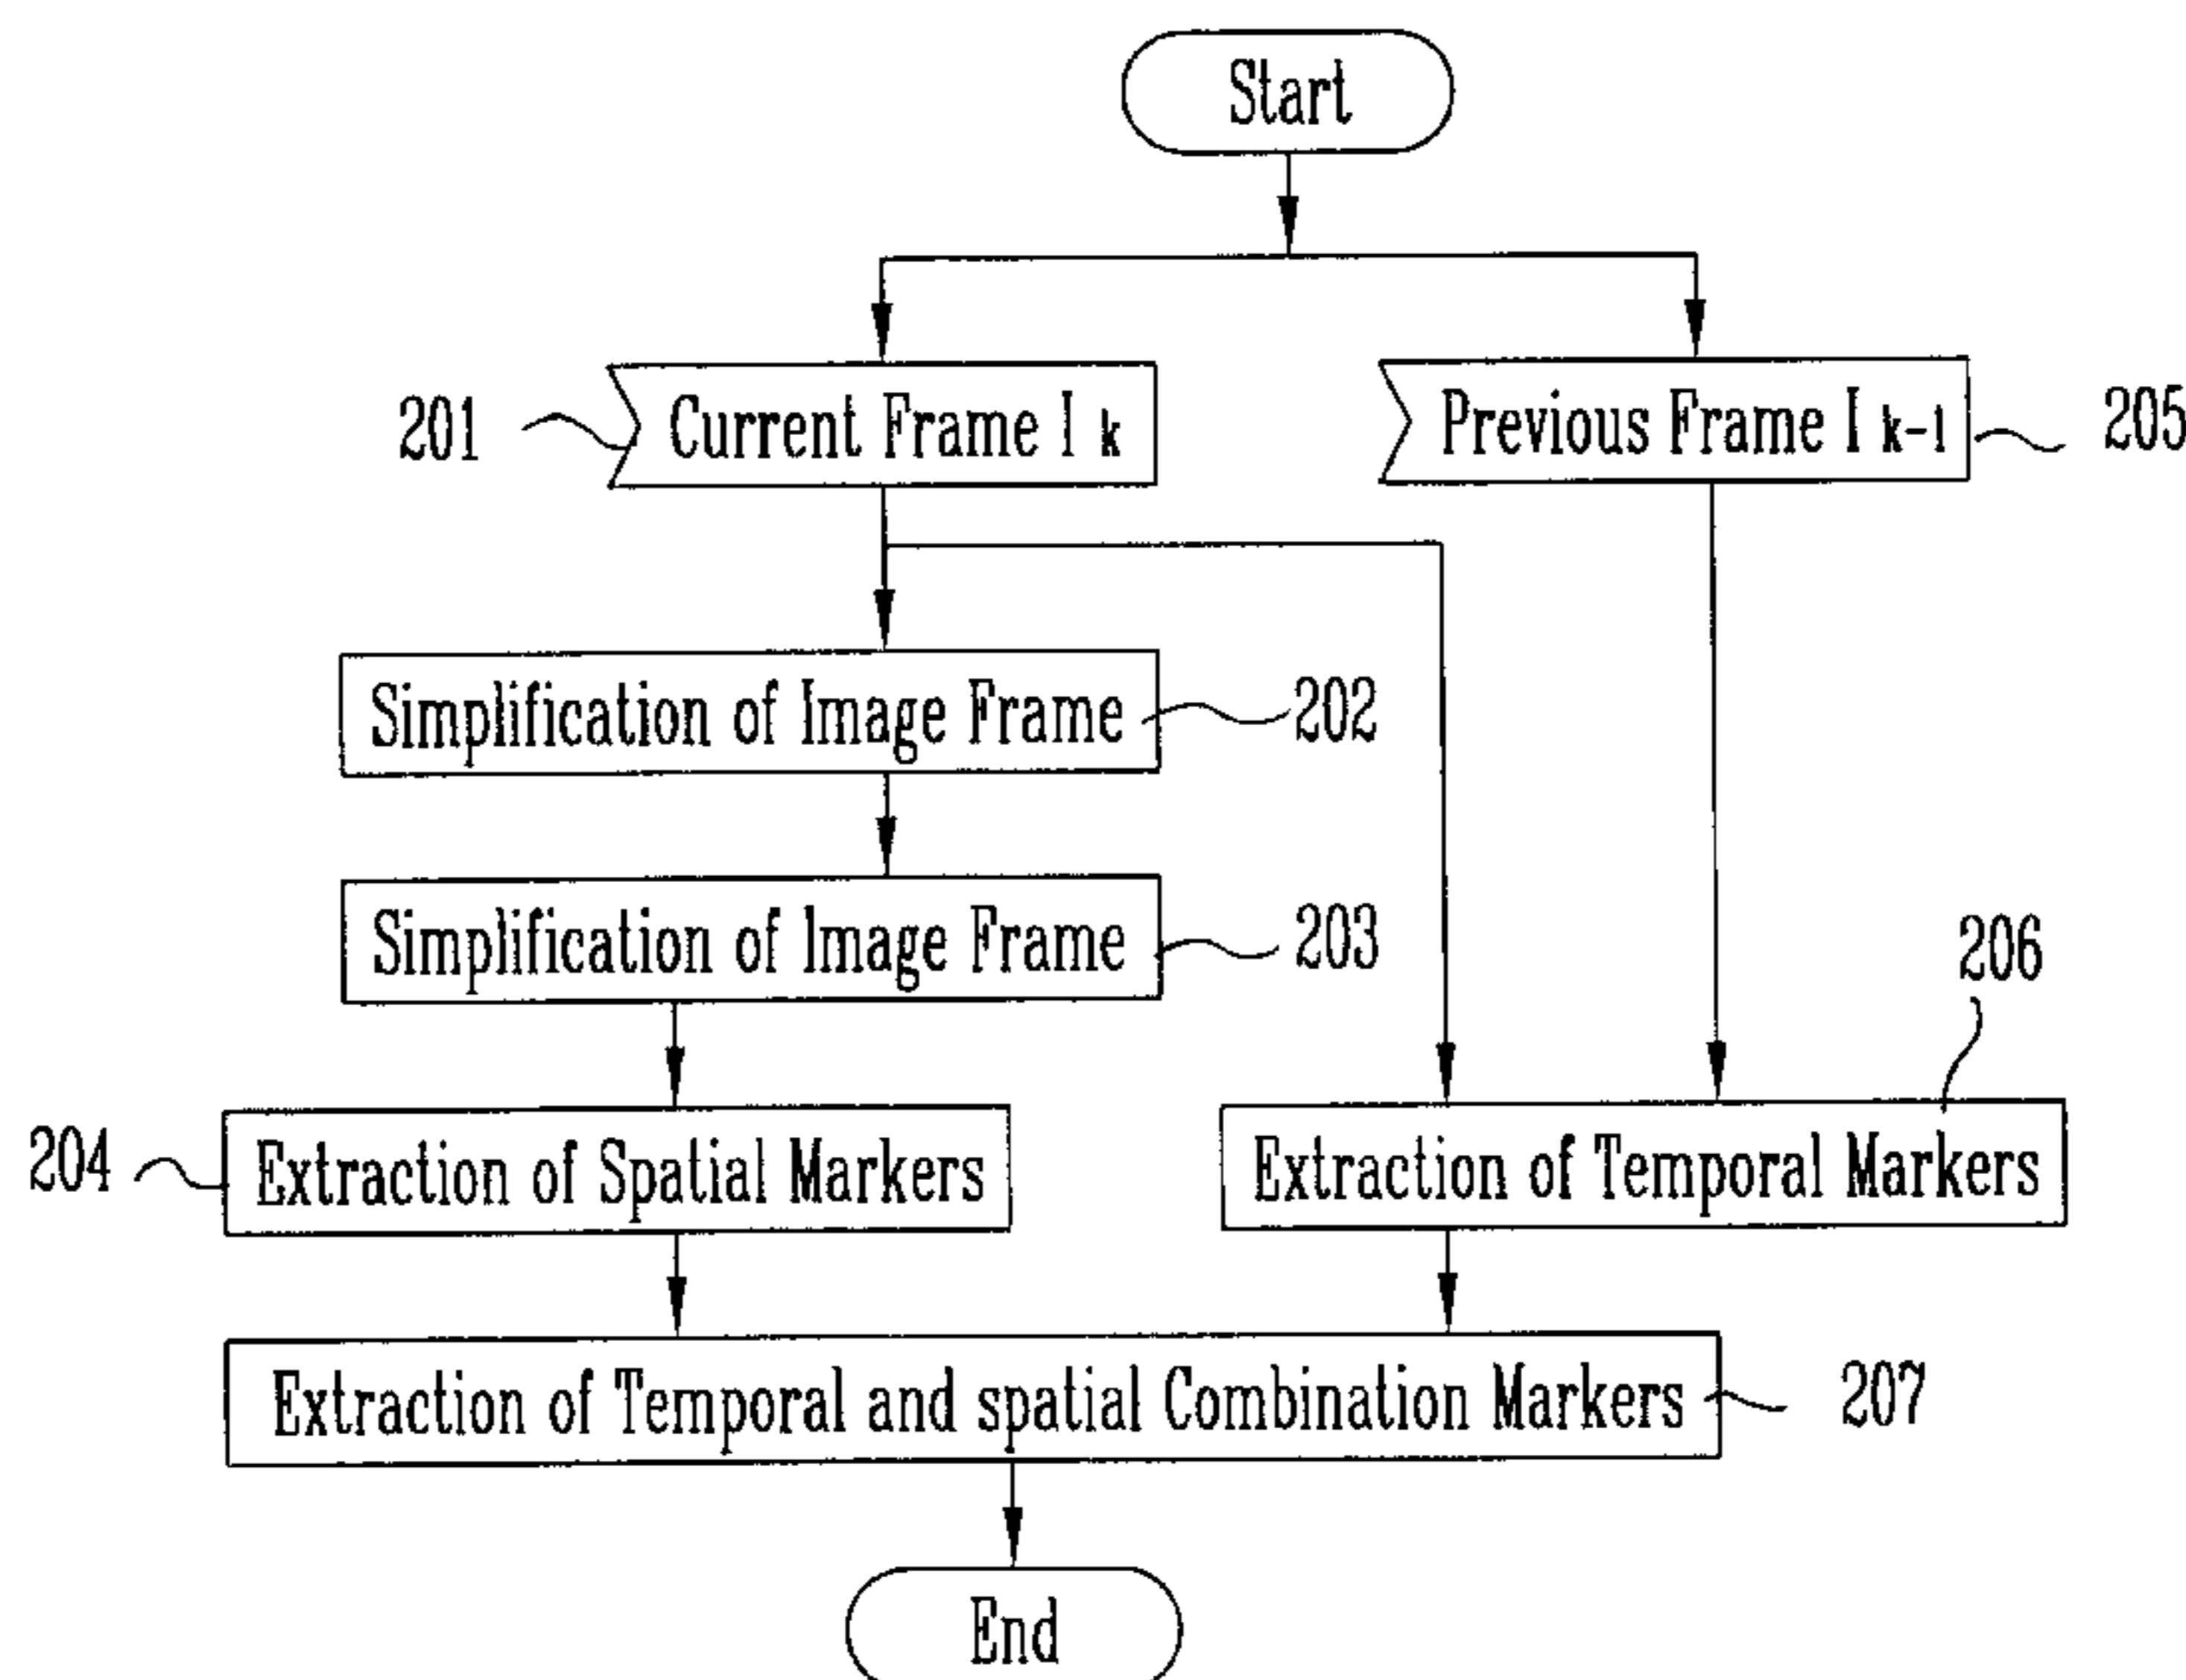 Start
201
Current Frame I k
Previous Frame I k-1
205
Simplification of Image Frame
202
Simplification of Image Frame
203
206
204
Extraction of Spatial Markers
Extraction of Temporal Markers
Extraction of Temporal and spatial Combination Markers
207
End